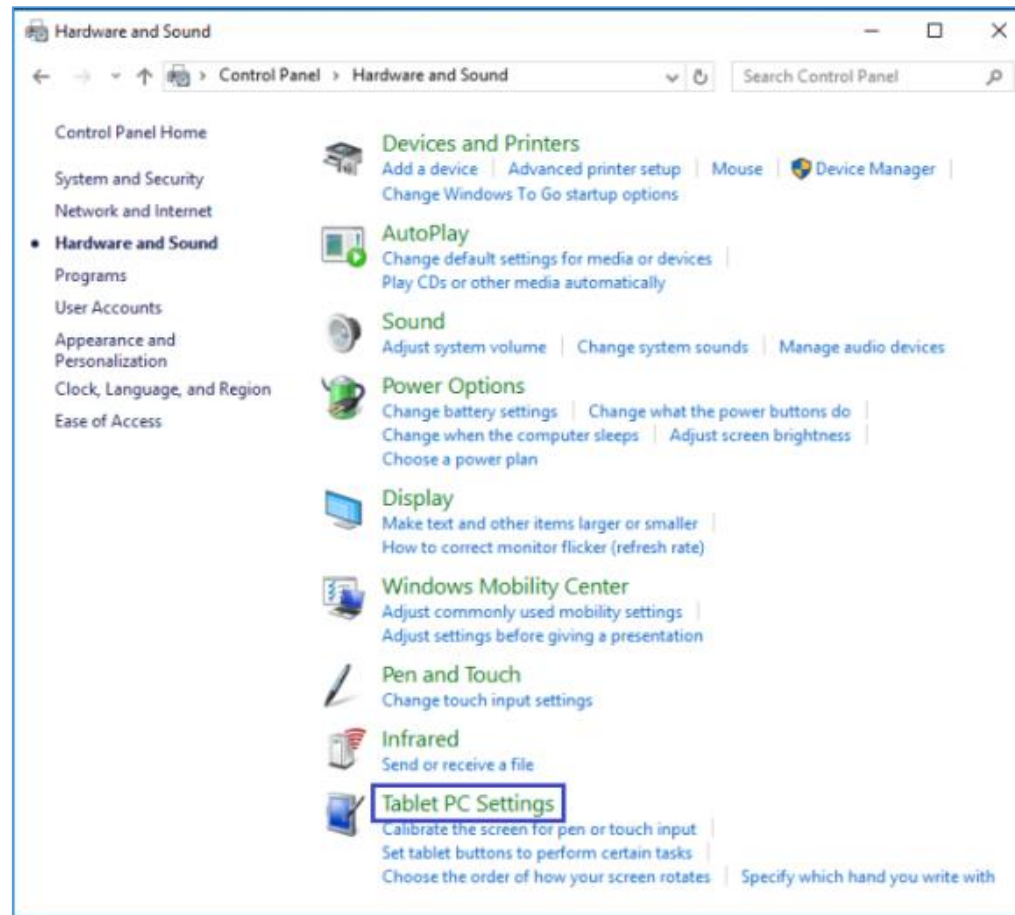 Hardware and Sound
Control Panel > Hardware and Sound
Search Control Panel
Control Panel Home
System and Security
Network and Internet
Hardware and Sound
Programs
User Accounts
Appearance and
Personalization
Clock, Language, and Region
Ease of Access
Devices and Printers
Add a device | Advanced printer setup | Mouse | Device Manager |
Change Windows To Go startup options
AutoPlay
Change default settings for media or devices |
Play CDs or other media automatically
Sound
Adjust system volume | Change system sounds | Manage audio devices
Power Options
Change battery settings | Change what the power buttons do |
Change when the computer sleeps | Adjust screen brightness |
Choose a power plan
Display
Make text and other items larger or smaller |
How to correct monitor flicker (refresh rate)
Windows Mobility Center
Adjust commonly used mobility settings |
Adjust settings before giving a presentation
Pen and Touch
Change touch input settings
Infrared
Send or receive a file
Tablet PC Settings
Calibrate the screen for pen or touch input |
Set tablet buttons to perform certain tasks |
Choose the order of how your screen rotates | Specify which hand you write with